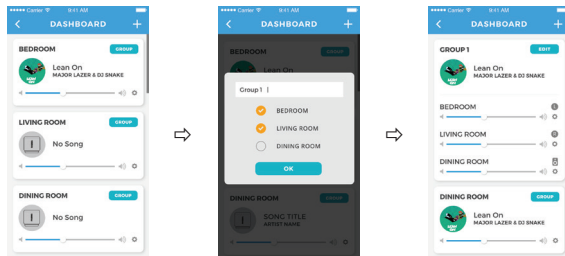 Carrier 9:41 AM
DASHBOARD
BEDROOM GROUP
Lean On
MAJOR LAZER & DJ SNAKE
LIVING ROOM GROUP
No Song
DINING ROOM GROUP
No Song
Carrier 9:41 AM
DASHBOARD
BEDROOM GROUP
Lean On
Group1
BEDROOM
LIVING ROOM
DINING ROOM
OK
DINING ROOM GROUP
SONG TITLE
ARTIST NAME
Carrier 9:41 AM
DASHBOARD
GROUP 1 EDIT
Lean On
MAJOR LAZER & DJ SNAKE
BEDROOM
LIVING ROOM
DINING ROOM
DINING ROOM GROUP
Lean On
MAJOR LAZER & DJ SNAKE